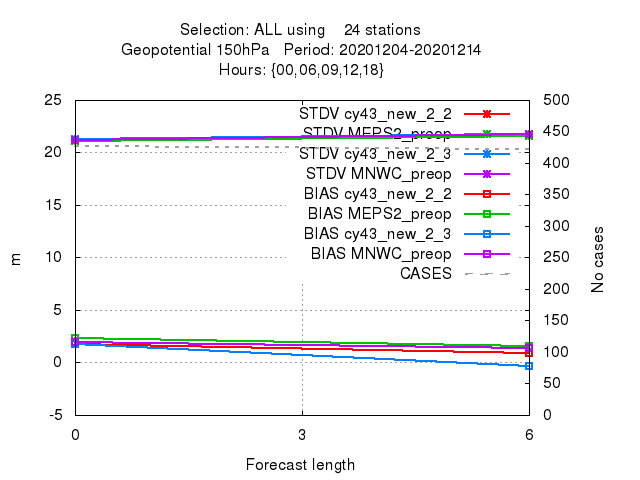 Selection: ALL using 24 stations
Geopotential 150hPa Period: 20201204-20201214
Hours: {00,06,09,12,18}
25
20
15
10
5
0
-5
m
STDV cy43_new_2_2
STDV MEPS2_preop
STDV cy43_new_2_3
STDV MNWC_preop
BIAS cy43_new_2_2
BIAS MEPS2_preop
BIAS cy43_new_2_3
BIAS MNWC_preop
CASES
500
450
400
350
300
250
200
150
100
50
0
No cases
0 3 6
Forecast length